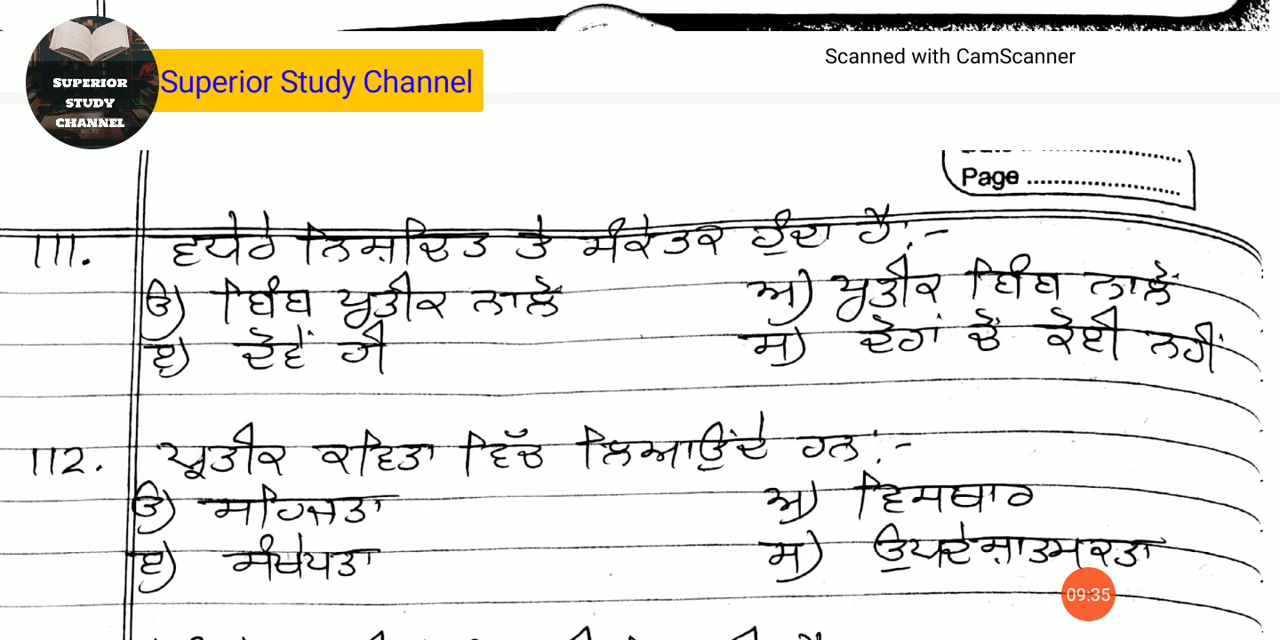 Scanned with CamScanner
SUPERIOR
STUDY
CHANNEL
Superior Study Channel
Page
111. ਵਧੇਰੇ ਨਿਸ਼ਚਿਤ ਤੇ ਸੰਕੇਤਕ ਹੁੰਦਾ ਹੈ:-
ੳ) ਬਿੰਬ ਪ੍ਰਤੀਕ ਨਾਲੋਂ ਅ) ਪ੍ਰਤੀਕ ਬਿੰਬ ਨਾਲੋਂ
ੲ) ਦੋਵੇਂ ਹੀ ਸ) ਦੋਹਾਂ ਚੋਂ ਕੋਈ ਨਹੀਂ
112. ਪ੍ਰਤੀਕ ਕਵਿਤਾ ਵਿੱਚ ਲਿਆਉਂਦੇ ਹਨ:-
ੳ) ਸਹਿਜਤਾ ਅ) ਵਿਸਥਾਰ
ੲ) ਸੰਖੇਪਤਾ ਸ) ਉਪਦੇਸ਼ਾਤਮਕਤਾ
09:35